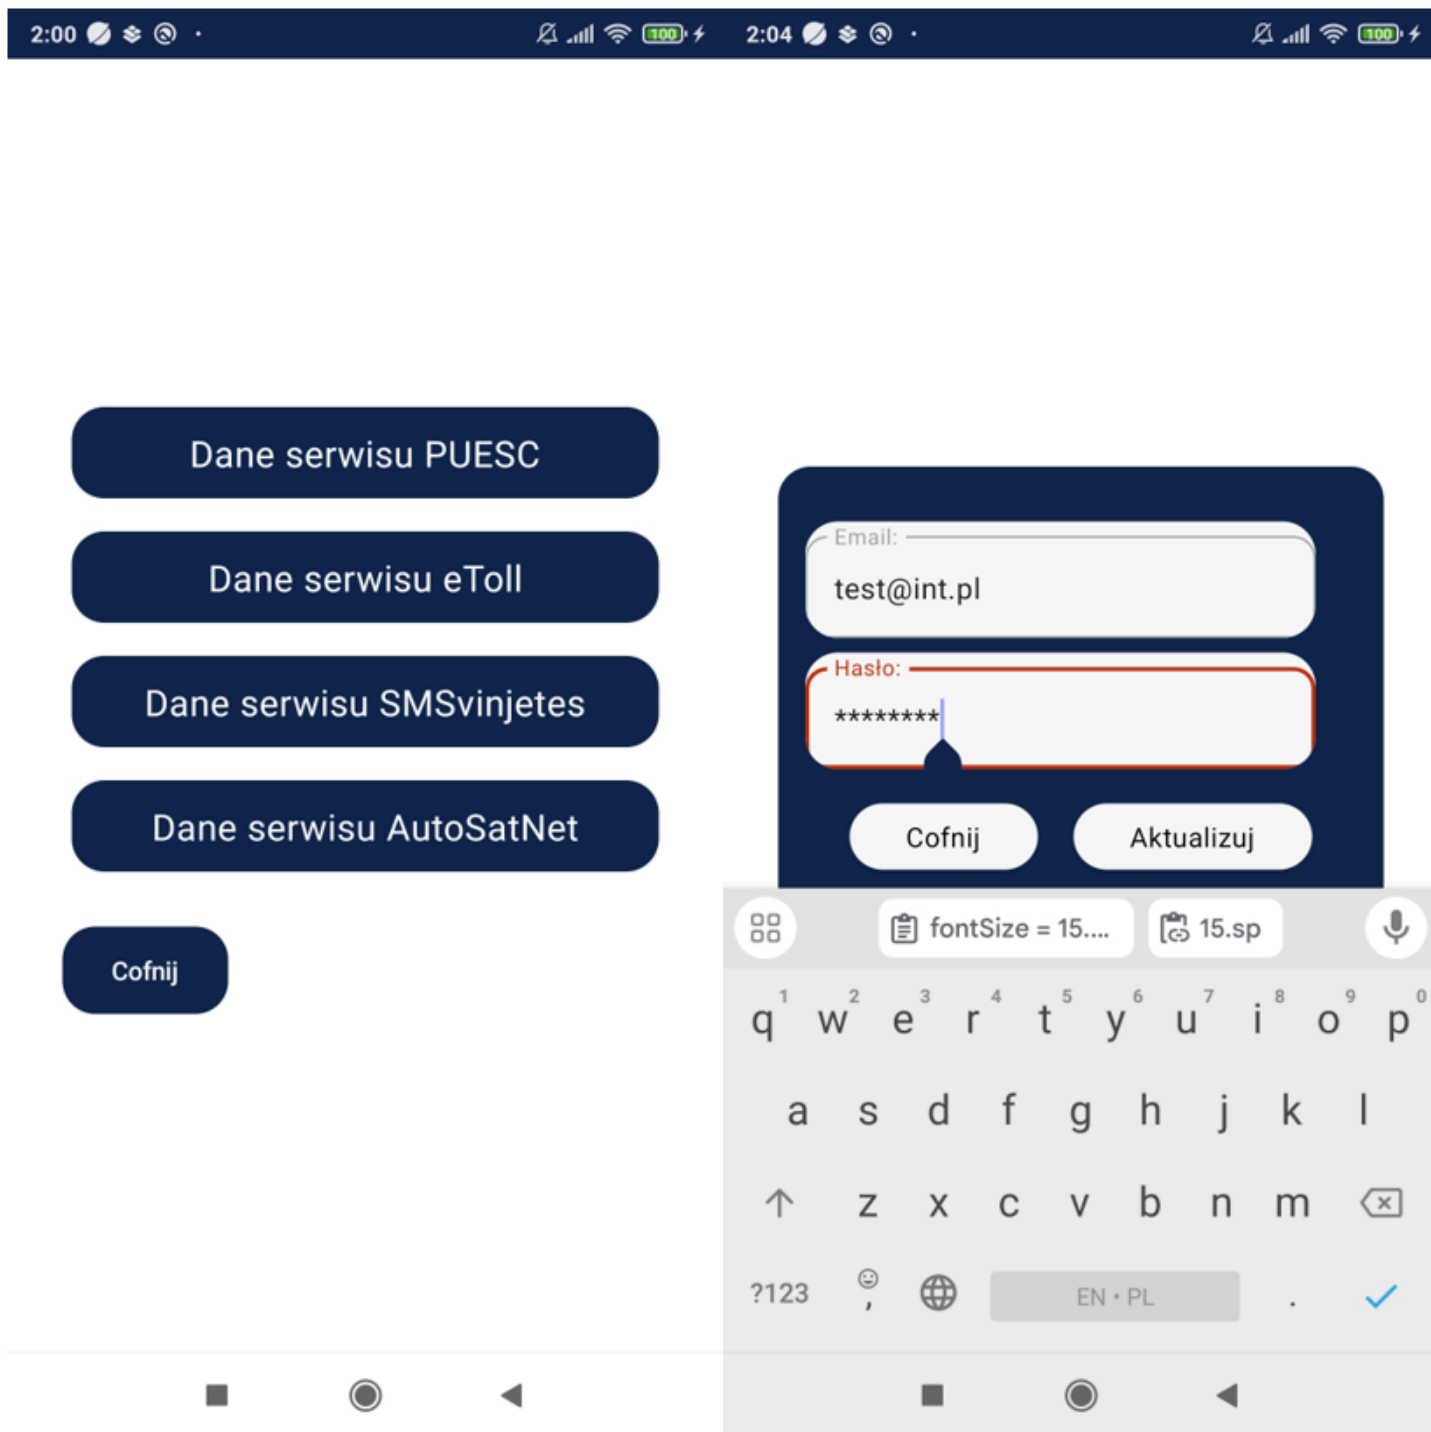 2:00
100
Dane serwisu PUESC
Dane serwisu eToll
Dane serwisu SMSvinjetes
Dane serwisu AutoSatNet
Cofnij
2:04
100
Email:
test@int.pl
Hasło:
********
Cofnij Aktualizuj
fontSize = 15.... 15.sp
1 2 3 4 5 6 7 8 9 0
q w e r t y u i o p
a s d f g h j k l
z x c v b n m
?123 , EN • PL .